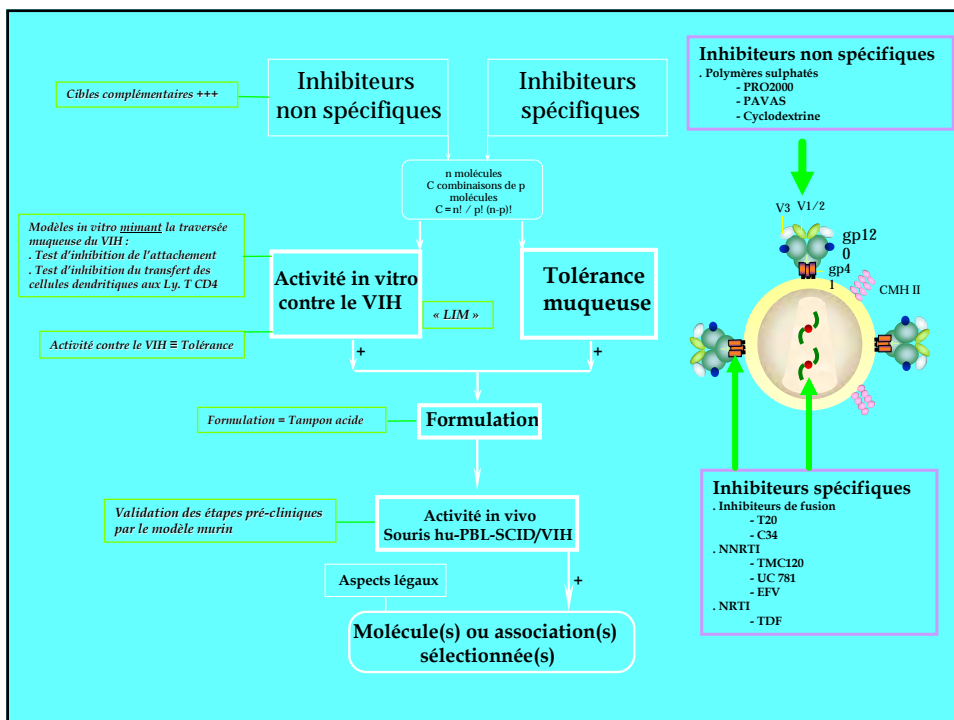 Inhibiteurs
non spécifiques
Inhibiteurs
spécifiques
Cibles complémentaires +++
n molécules
C combinaisons de p
molécules
C = n! / p! (n-p)!
Modèles in vitro mimant la traversée
muqueuse du VIH :
. Test d'inhibition de l'attachement
. Test d'inhibition du transfert des
cellules dendritiques aux Ly. T CD4
Activité in vitro
contre le VIH
Tolérance
muqueuse
« LIM »
Activité contre le VIH ≡ Tolérance
+
+
Formulation = Tampon acide
Formulation
Validation des étapes pré-cliniques
par le modèle murin
Activité in vivo
Souris hu-PBL-SCID/VIH
Aspects légaux
+
Molécule(s) ou association(s)
sélectionnée(s)
Inhibiteurs non spécifiques
. Polymères sulphatés
- PRO2000
- PAVAS
- Cyclodextrine
V3 V1/2
gp12
0
gp4
1
CMH II
Inhibiteurs spécifiques
. Inhibiteurs de fusion
- T20
- C34
. NNRTI
- TMC120
- UC 781
- EFV
. NRTI
- TDF